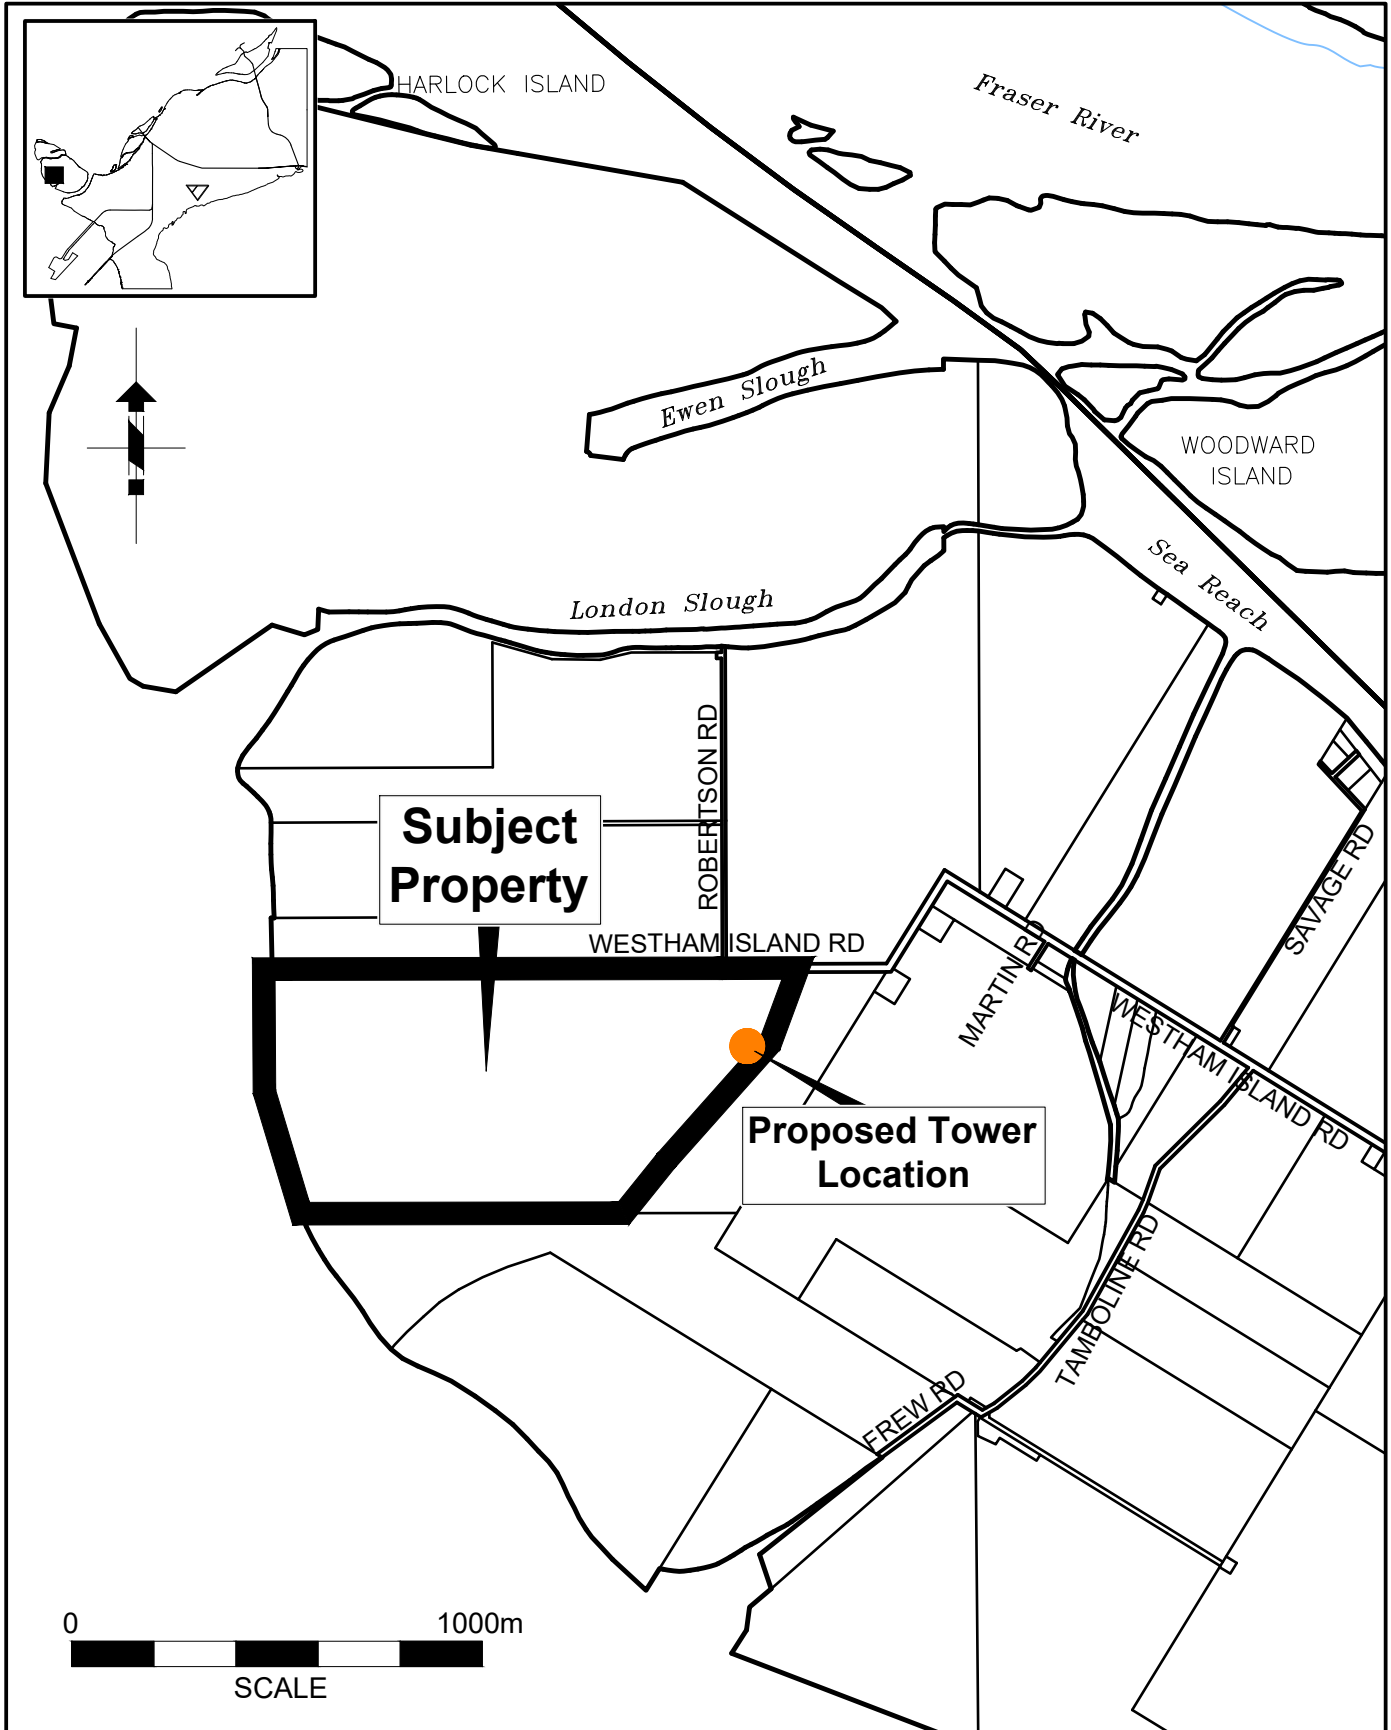 HARLOCK ISLAND
Fraser River
Ewen Slough
WOODWARD
ISLAND
Sea Reach
London Slough
ROBERTSON RD
Subject
Property
SAVAGE RD
WESTHAM ISLAND RD
MARTIN RD
WESTHAM ISLAND RD
Proposed Tower
Location
TAMBOLINE RD
FREW RD
0 1000m
SCALE